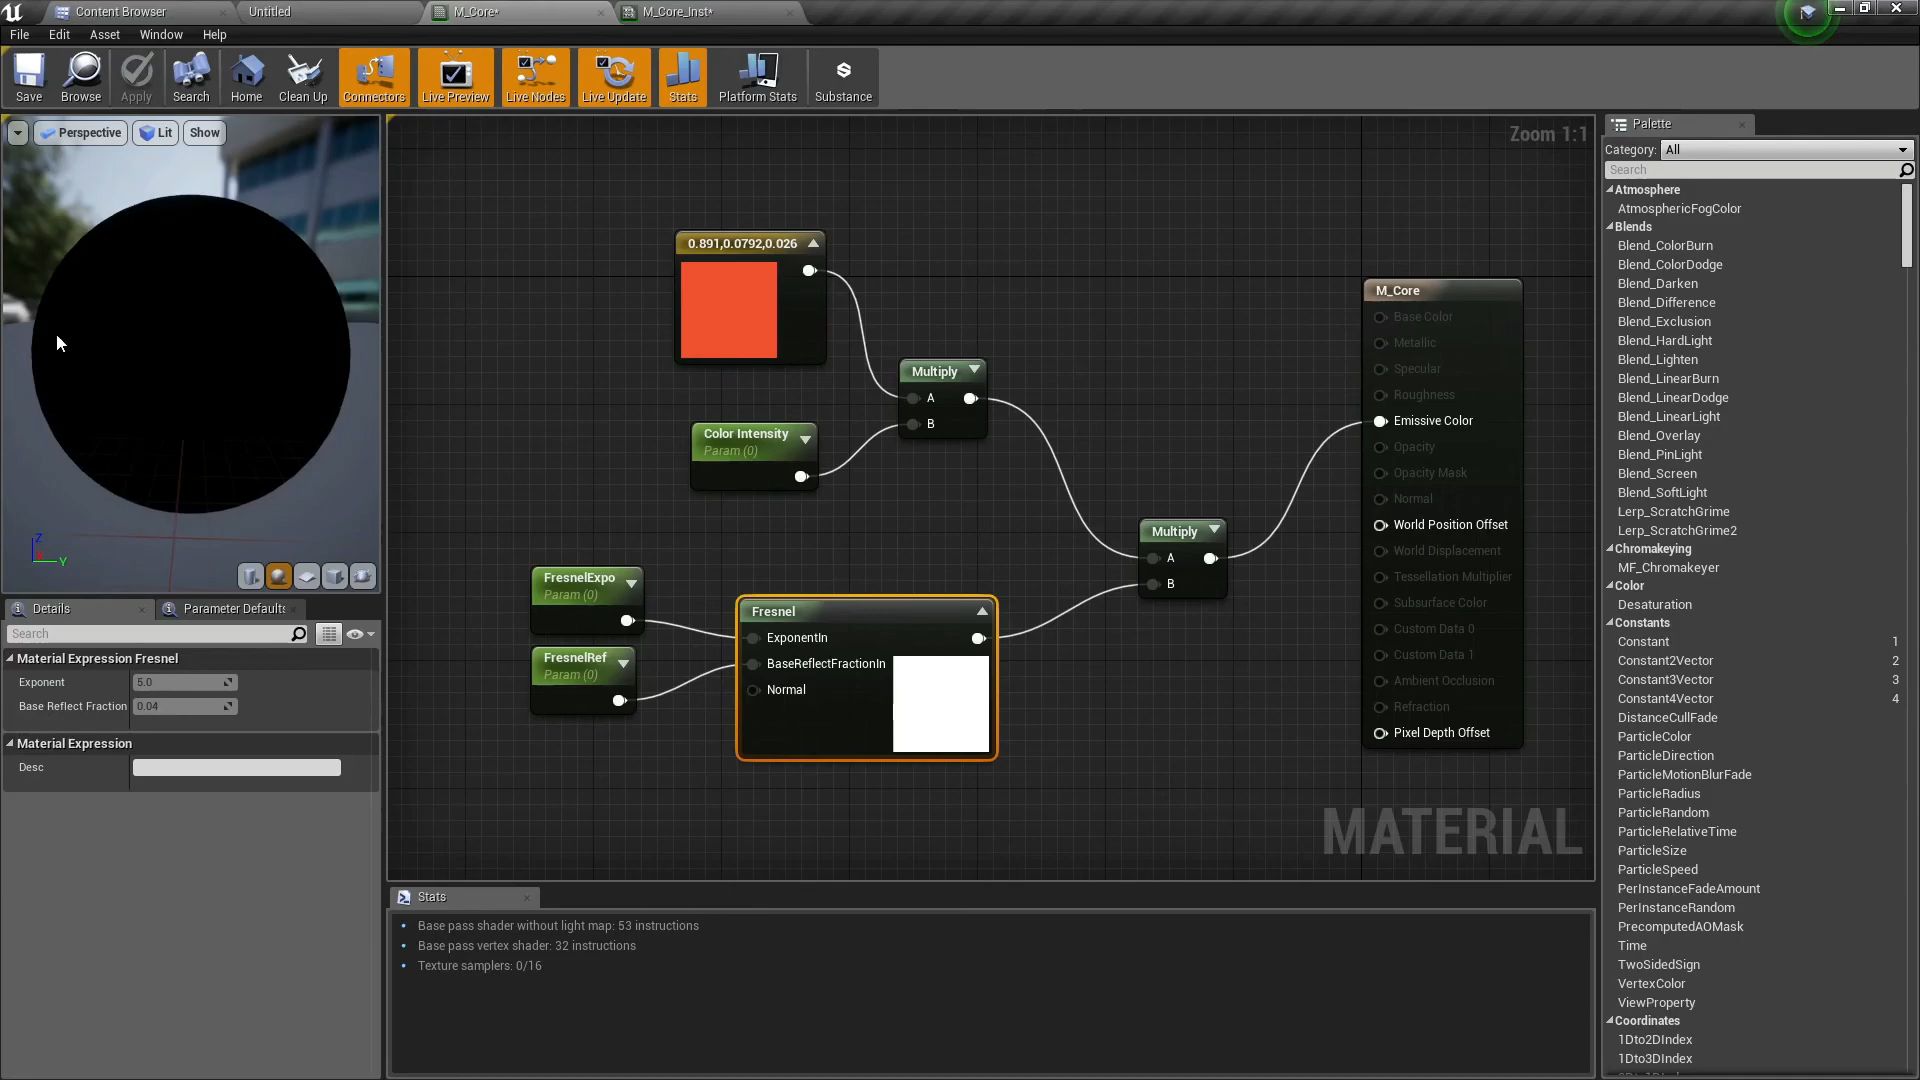 Content Browser
Untitled
M_Core*
M_Core_Inst*
File
Edit
Asset
Window
Help
Save
Browse
Apply
Search
Home
Clean Up
Connectors
Live Preview
Live Nodes
Live Update
Stats
Platform Stats
Substance
Perspective
Lit
Show
Z
Y
Zoom 1:1
0.891,0.0792,0.026
Multiply
A
B
Color Intensity
Param (0)
Multiply
A
B
FresnelExpo
Param (0)
FresnelRef
Param (0)
Fresnel
ExponentIn
BaseReflectFractionIn
Normal
M_Core
Base Color
Metallic
Specular
Roughness
Emissive Color
Opacity
Opacity Mask
Normal
World Position Offset
World Displacement
Tessellation Multiplier
Subsurface Color
Custom Data 0
Custom Data 1
Ambient Occlusion
Refraction
Pixel Depth Offset
MATERIAL
Details
Parameter Defaults
Search
Material Expression Fresnel
Exponent 5.0
Base Reflect Fraction 0.04
Material Expression
Desc
Stats
Base pass shader without light map: 53 instructions
Base pass vertex shader: 32 instructions
Texture samplers: 0/16
Palette
Category: All
Search
Atmosphere
AtmosphericFogColor
Blends
Blend_ColorBurn
Blend_ColorDodge
Blend_Darken
Blend_Difference
Blend_Exclusion
Blend_HardLight
Blend_Lighten
Blend_LinearBurn
Blend_LinearDodge
Blend_LinearLight
Blend_Overlay
Blend_PinLight
Blend_Screen
Blend_SoftLight
Lerp_ScratchGrime
Lerp_ScratchGrime2
Chromakeying
MF_Chromakeyer
Color
Desaturation
Constants
Constant 1
Constant2Vector 2
Constant3Vector 3
Constant4Vector 4
DistanceCullFade
ParticleColor
ParticleDirection
ParticleMotionBlurFade
ParticleRadius
ParticleRandom
ParticleRelativeTime
ParticleSize
ParticleSpeed
PerInstanceFadeAmount
PerInstanceRandom
PrecomputedAOMask
Time
TwoSidedSign
VertexColor
ViewProperty
Coordinates
1Dto2DIndex
1Dto3DIndex